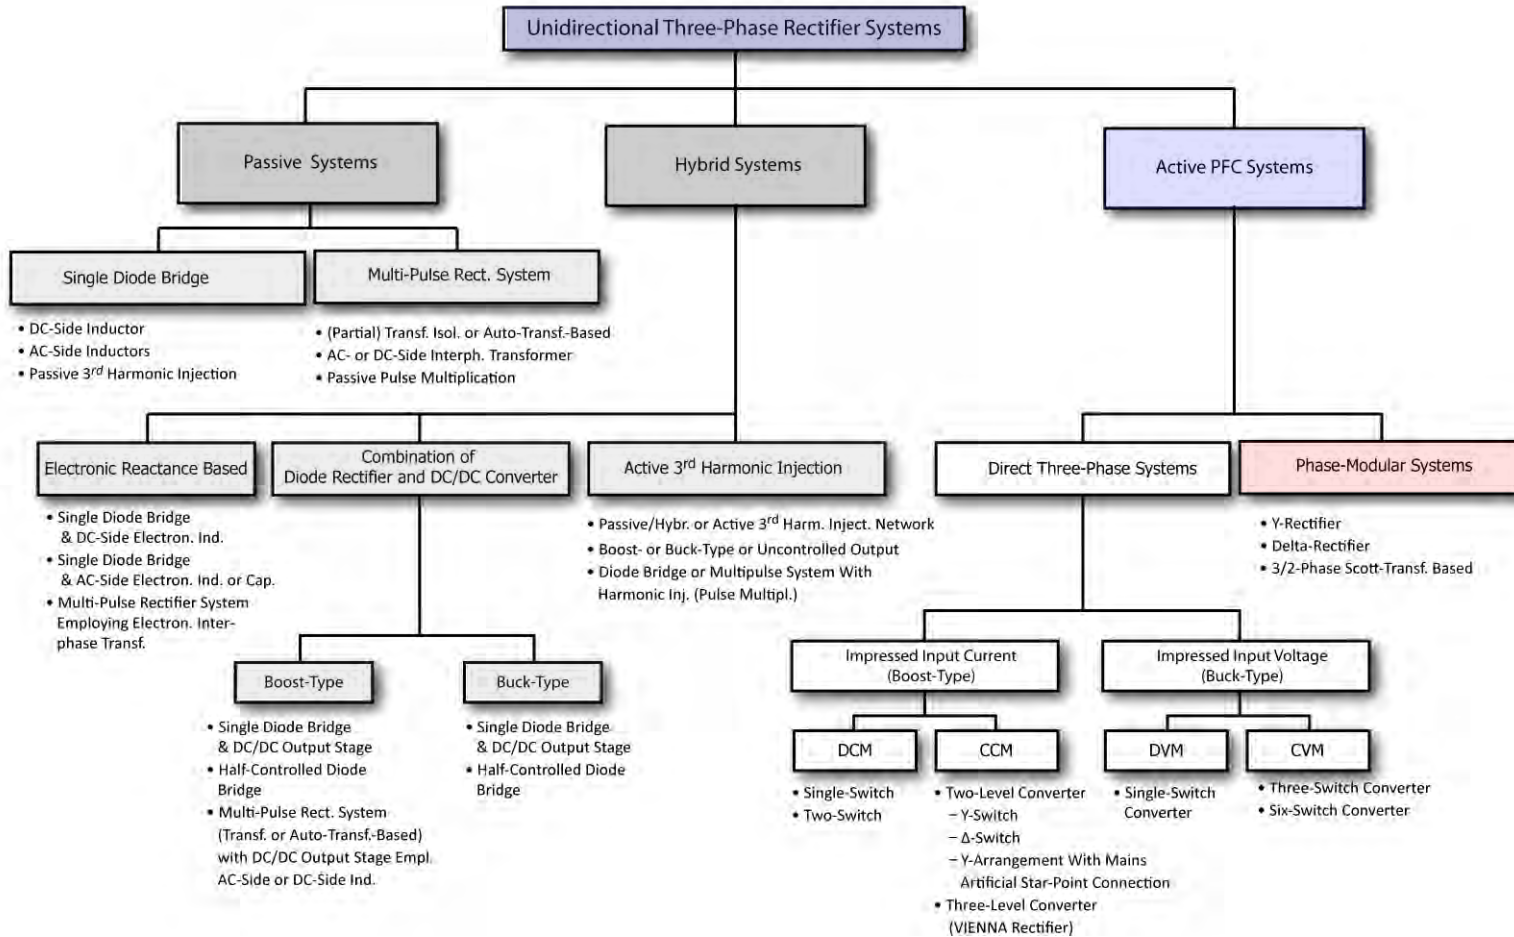 Unidirectional Three-Phase Rectifier Systems
Passive Systems
Hybrid Systems
Active PFC Systems
Single Diode Bridge
Multi-Pulse Rect. System
• DC-Side Inductor
• AC-Side Inductors
• Passive 3rd Harmonic Injection
• (Partial) Transf. Isol. or Auto-Transf.-Based
• AC- or DC-Side Interph. Transformer
• Passive Pulse Multiplication
Electronic Reactance Based
Combination of
Diode Rectifier and DC/DC Converter
Active 3rd Harmonic Injection
Direct Three-Phase Systems
Phase-Modular Systems
• Single Diode Bridge
& DC-Side Electron. Ind.
• Single Diode Bridge
& AC-Side Electron. Ind. or Cap.
• Multi-Pulse Rectifier System
Employing Electron. Inter-
phase Transf.
• Passive/Hybr. or Active 3rd Harm. Inject. Network
• Boost- or Buck-Type or Uncontrolled Output
• Diode Bridge or Multipulse System With
Harmonic Inj. (Pulse Multipl.)
• Y-Rectifier
• Delta-Rectifier
• 3/2-Phase Scott-Transf. Based
Boost-Type
Buck-Type
• Single Diode Bridge
& DC/DC Output Stage
• Half-Controlled Diode
Bridge
• Multi-Pulse Rect. System
(Transf. or Auto-Transf.-Based)
with DC/DC Output Stage Empl.
AC-Side or DC-Side Ind.
• Single Diode Bridge
& DC/DC Output Stage
• Half-Controlled Diode
Bridge
Impressed Input Current
(Boost-Type)
Impressed Input Voltage
(Buck-Type)
DCM
CCM
DVM
CVM
• Single-Switch
• Two-Switch
• Two-Level Converter
– Y-Switch
– Δ-Switch
– Y-Arrangement With Mains
Artificial Star-Point Connection
• Three-Level Converter
(VIENNA Rectifier)
• Single-Switch
Converter
• Three-Switch Converter
• Six-Switch Converter